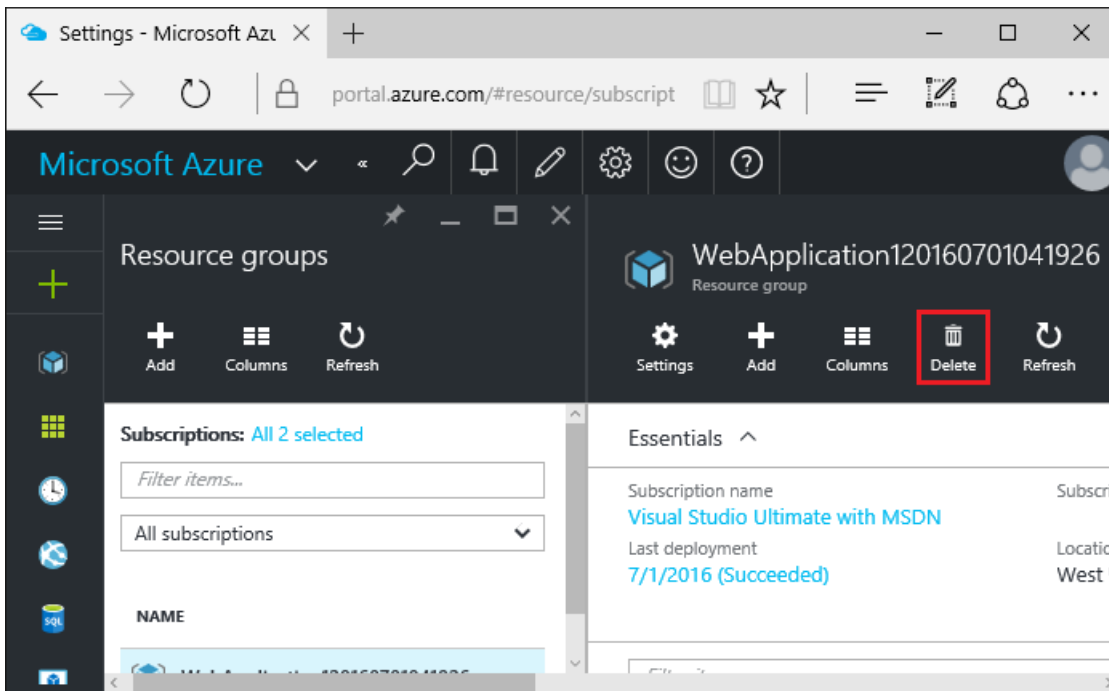 Settings - Microsoft Azu
portal.azure.com/#resource/subscript
Microsoft Azure
Resource groups
Add Columns Refresh
Subscriptions: All 2 selected
Filter items...
All subscriptions
NAME
WebApplication120160701041926
Resource group
Settings Add Columns Delete Refresh
Essentials
Subscription name
Visual Studio Ultimate with MSDN
Last deployment
7/1/2016 (Succeeded)
West
SQL